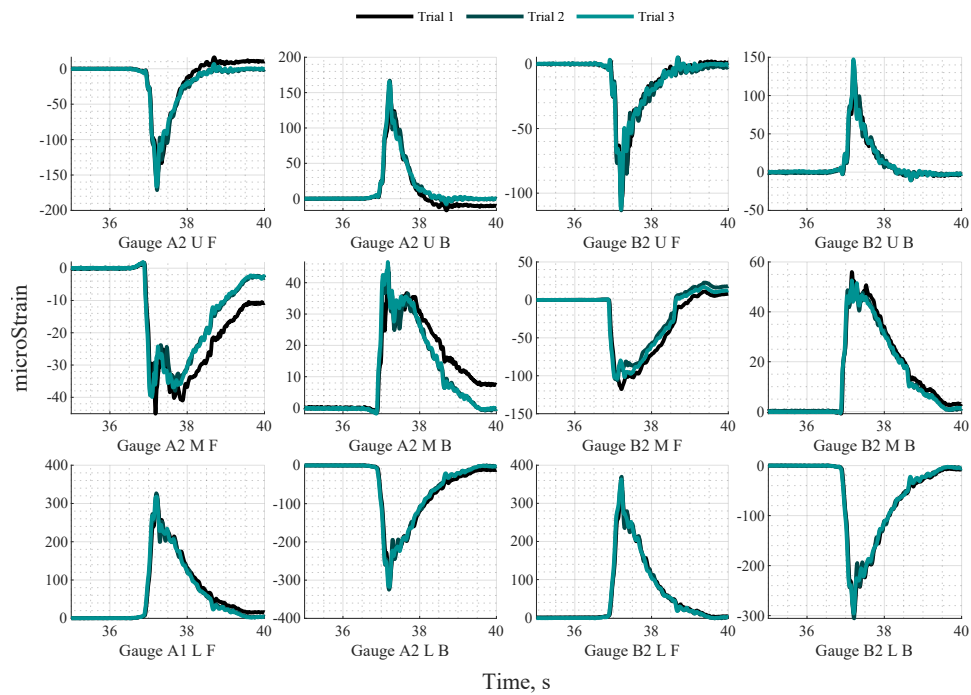 Trial 1 Trial 2 Trial 3
0 200 0 150
-50 150 100
-100 100 -50 50
-150 50 -100 0
-200 0 -50
36 38 40 36 38 40 36 38 40 36 38 40
Gauge A2 U F Gauge A2 U B Gauge B2 U F Gauge B2 U B
microStrain
0 40 50 60
-10 30 0 40
-20 20 -50 20
-30 10 -100 0
-40 0 -150
36 38 40 36 38 40 36 38 40 36 38 40
Gauge A2 M F Gauge A2 M B Gauge B2 M F Gauge B2 M B
400 0 400 0
300 -100 300 -100
200 -200 200 -200
100 -300 100 -300
0 -400 0
36 38 40 36 38 40 36 38 40 36 38 40
Gauge A1 L F Gauge A2 L B Gauge B2 L F Gauge B2 L B
Time, s